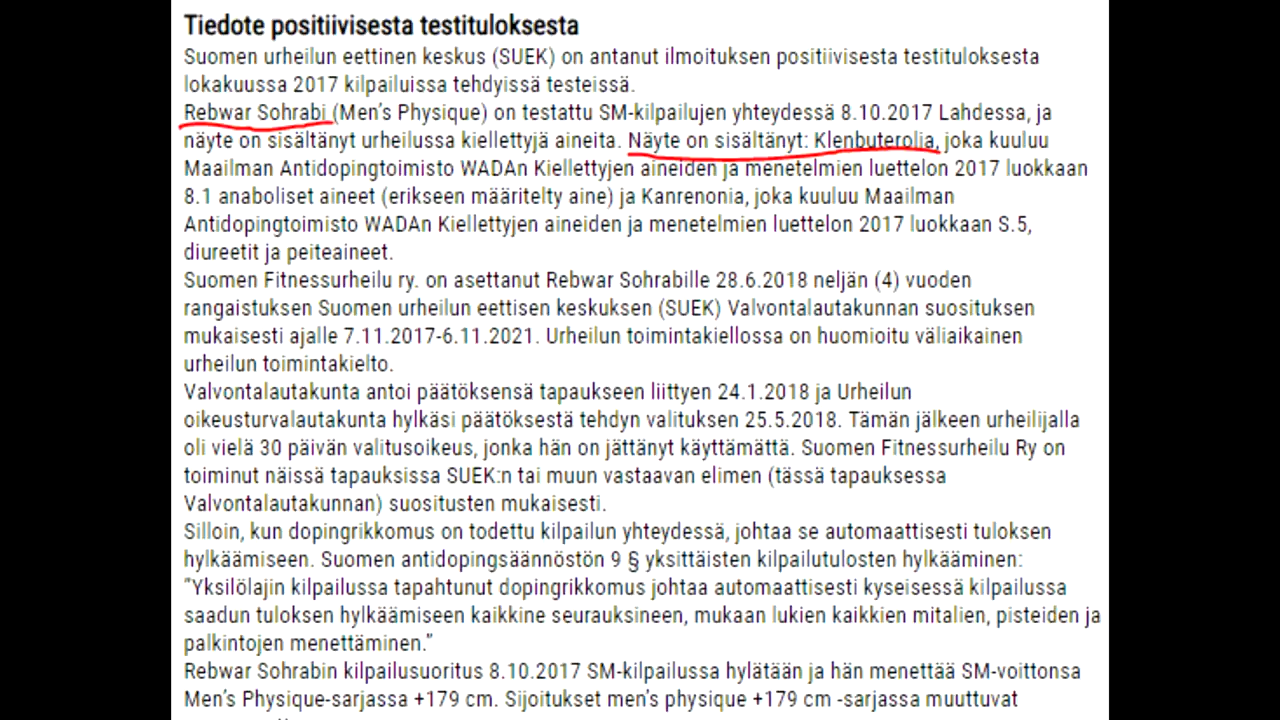 Tiedote positiivisesta testituloksesta
Suomen urheilun eettinen keskus (SUEK) on antanut ilmoituksen positiivisesta testituloksesta
lokakuussa 2017 kilpailuissa tehdyissä testeissä.
Rebwar Sohrabi (Men's Physique) on testattu SM-kilpailujen yhteydessä 8.10.2017 Lahdessa, ja
näyte on sisältänyt urheilussa kiellettyjä aineita. Näyte on sisältänyt: Klenbuterolia, joka kuuluu
Maailman Antidopingtoimisto WADAn Kiellettyjen aineiden ja menetelmien luettelon 2017 luokkaan
8.1 anaboliset aineet (erikseen määritelty aine) ja Kanrenonia, joka kuuluu Maailman
Antidopingtoimisto WADAn Kiellettyjen aineiden ja menetelmien luettelon 2017 luokkaan S.5,
diureetit ja peiteaineet.
Suomen Fitnessurheilu ry. on asettanut Rebwar Sohrabille 28.6.2018 neljän (4) vuoden
rangaistuksen Suomen urheilun eettisen keskuksen (SUEK) Valvontalautakunnan suosituksen
mukaisesti ajalle 7.11.2017-6.11.2021. Urheilun toimintakiellossa on huomioitu väliaikainen
urheilun toimintakielto.
Valvontalautakunta antoi päätöksensä tapaukseen liittyen 24.1.2018 ja Urheilun
oikeusturvalautakunta hylkäsi päätöksestä tehdyn valituksen 25.5.2018. Tämän jälkeen urheilijalla
oli vielä 30 päivän valitusoikeus, jonka hän on jättänyt käyttämättä. Suomen Fitnessurheilu Ry on
toiminut näissä tapauksissa SUEK:n tai muun vastaavan elimen (tässä tapauksessa
Valvontalautakunnan) suositusten mukaisesti.
Silloin, kun dopingrikkomus on todettu kilpailun yhteydessä, johtaa se automaattisesti tuloksen
hylkäämiseen. Suomen antidopingsäännöstön 9 § yksittäisten kilpailutulosten hylkääminen:
"Yksilölajin kilpailussa tapahtunut dopingrikkomus johtaa automaattisesti kyseisessä kilpailussa
saadun tuloksen hylkäämiseen kaikkine seurauksineen, mukaan lukien kaikkien mitalien, pisteiden ja
palkintojen menettäminen."
Rebwar Sohrabin kilpailusuoritus 8.10.2017 SM-kilpailussa hylätään ja hän menettää SM-voittonsa
Men's Physique-sarjassa +179 cm. Sijoitukset men's physique +179 cm -sarjassa muuttuvat